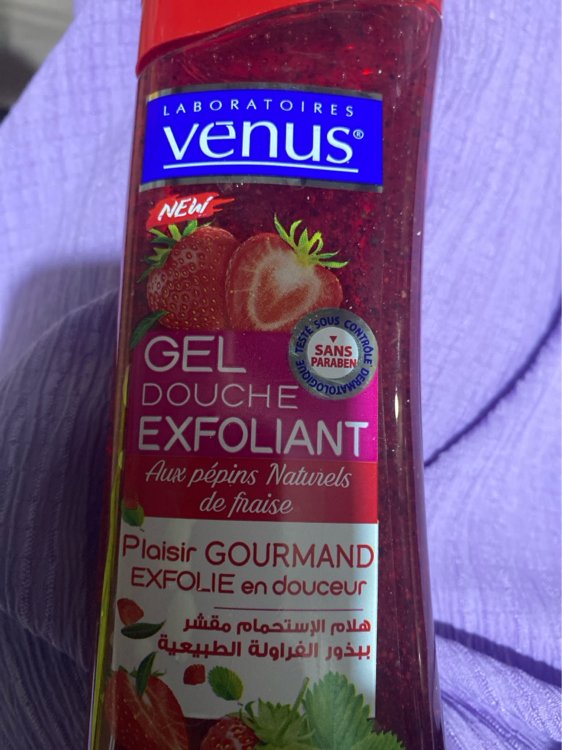 LABORATOIRES
vēnus®
NEW
TESTÉ SOUS CONTRÔLE DERMATOLOGIQUE
SANS
PARABEN
GEL
DOUCHE
EXFOLIANT
Aux pépins Naturels
de fraise
Plaisir GOURMAND
EXFOLIE en douceur
هلام الإستحمام مقشر
ببذور الفراولة الطبيعية